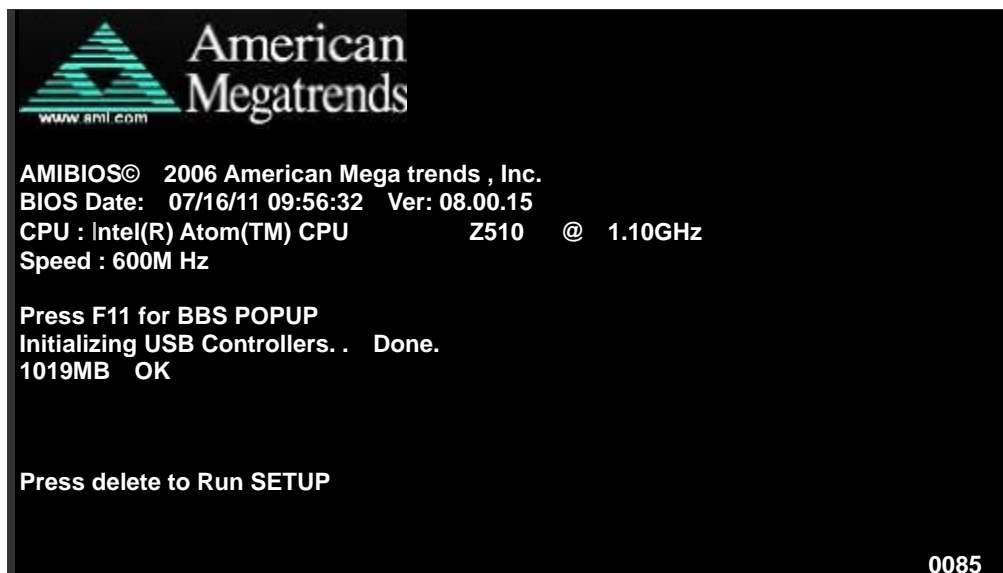 American
Megatrends
www.ami.com
AMIBIOS© 2006 American Mega trends , Inc.
BIOS Date: 07/16/11 09:56:32 Ver: 08.00.15
CPU : Intel(R) Atom(TM) CPU Z510 @ 1.10GHz
Speed : 600M Hz
Press F11 for BBS POPUP
Initializing USB Controllers. . Done.
1019MB OK
Press delete to Run SETUP
0085